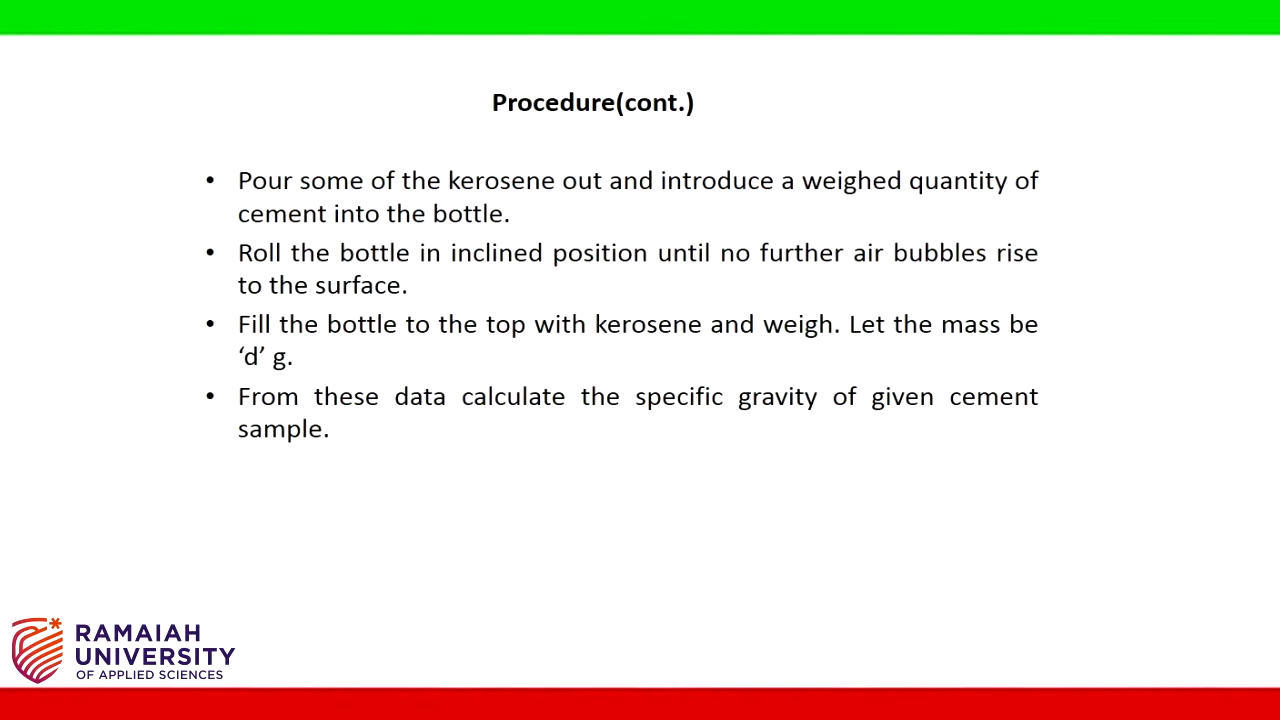 Procedure(cont.)
• Pour some of the kerosene out and introduce a weighed quantity of
cement into the bottle.
• Roll the bottle in inclined position until no further air bubbles rise
to the surface.
• Fill the bottle to the top with kerosene and weigh. Let the mass be
‘d’ g.
• From these data calculate the specific gravity of given cement
sample.
RAMAIAH
UNIVERSITY
OF APPLIED SCIENCES